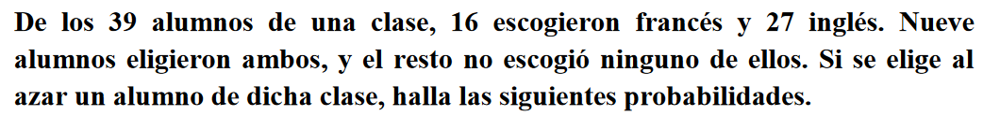 De los 39 alumnos de una clase, 16 escogieron francés y 27 inglés. Nueve
alumnos eligieron ambos, y el resto no escogió ninguno de ellos. Si se elige al
azar un alumno de dicha clase, halla las siguientes probabilidades.